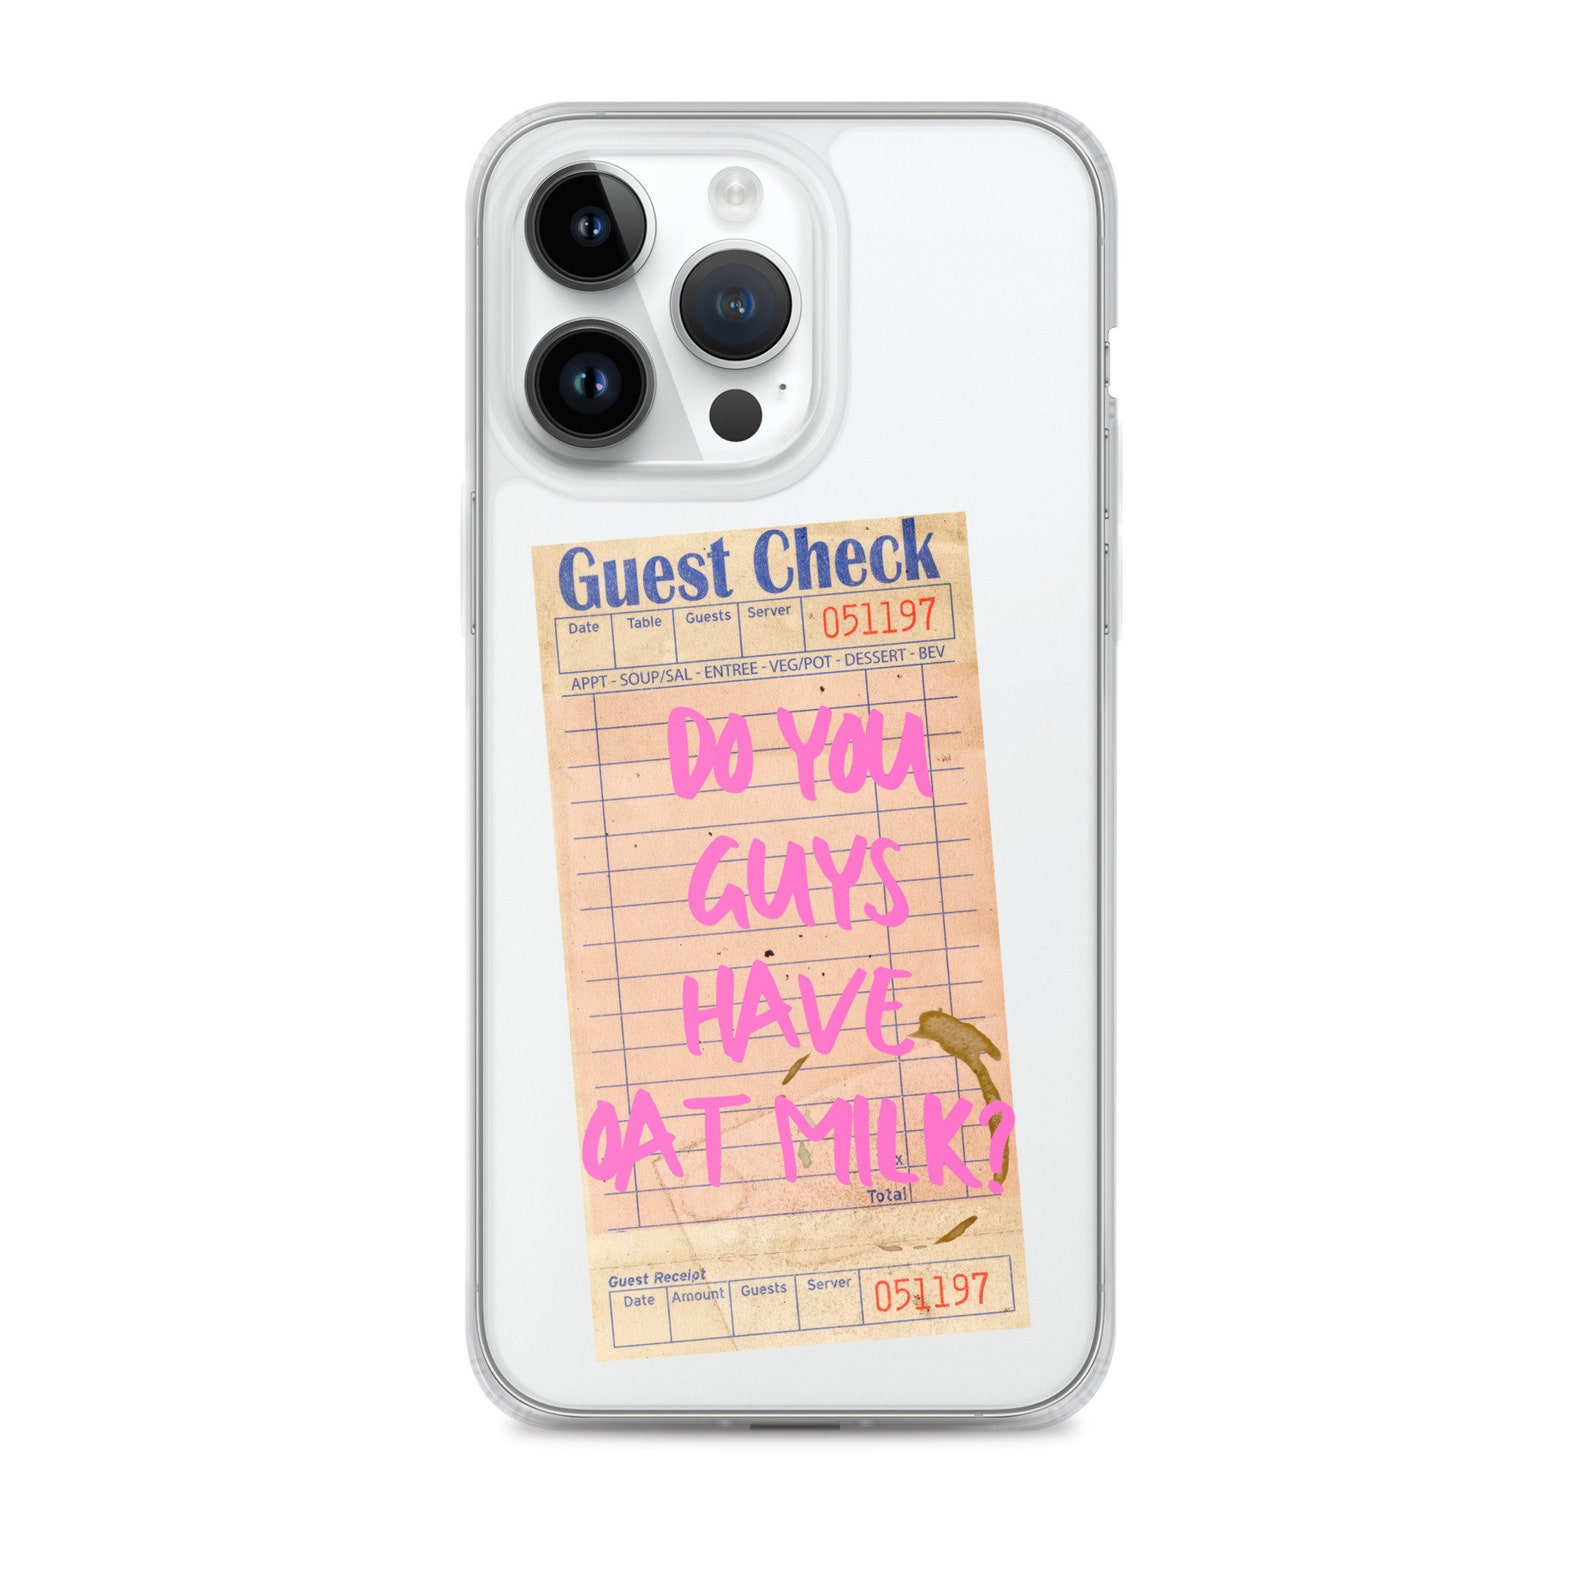 Guest Check
Date Table Guests Server 051197
APPT - SOUP/SAL - ENTREE - VEG/POT - DESSERT - BEV
DO YOU
GUYS
HAVE
OAT MILK?
Total
Guest Receipt
Date Amount Guests Server 051197